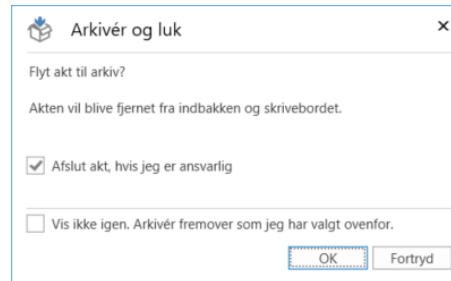 Arkivér og luk
Flyt akt til arkiv?
Akten vil blive fjernet fra indbakken og skrivebordet.
Afslut akt, hvis jeg er ansvarlig
Vis ikke igen. Arkivér fremover som jeg har valgt ovenfor.
OK Fortryd